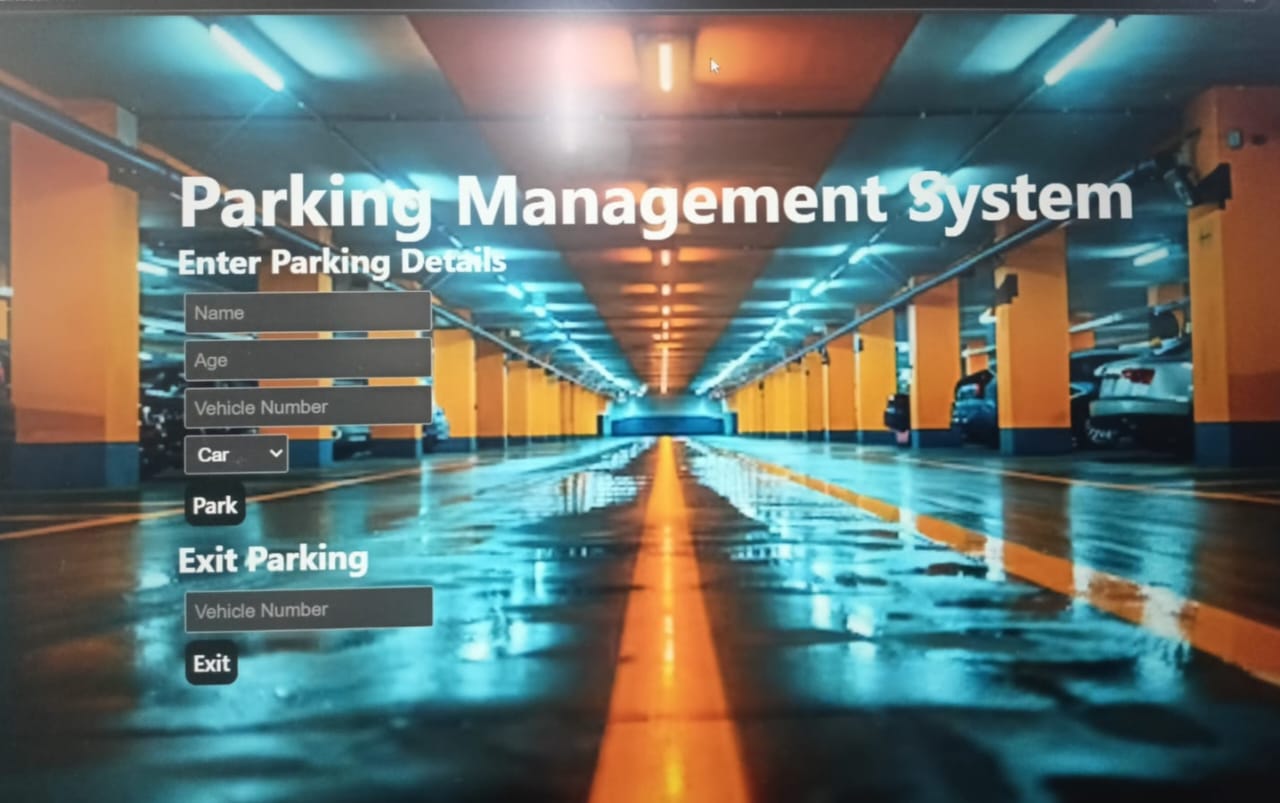 Parking Management System
Enter Parking Details
Name
Age
Vehicle Number
Car
Park
Exit Parking
Vehicle Number
Exit